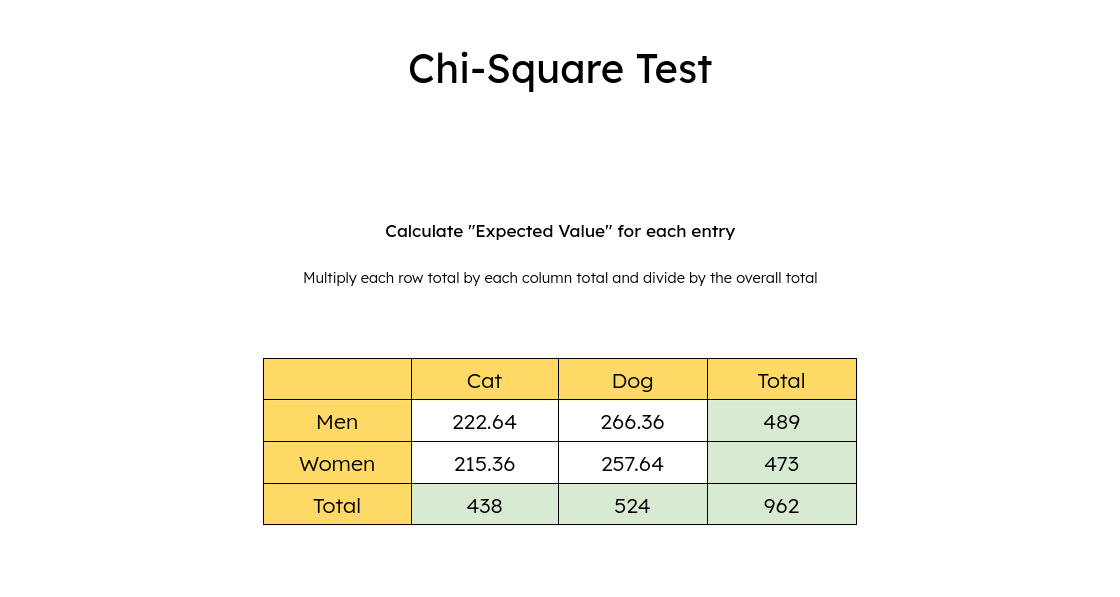 Chi-Square Test
Calculate "Expected Value" for each entry
Multiply each row total by each column total and divide by the overall total
Cat Dog Total
Men 222.64 266.36 489
Women 215.36 257.64 473
Total 438 524 962